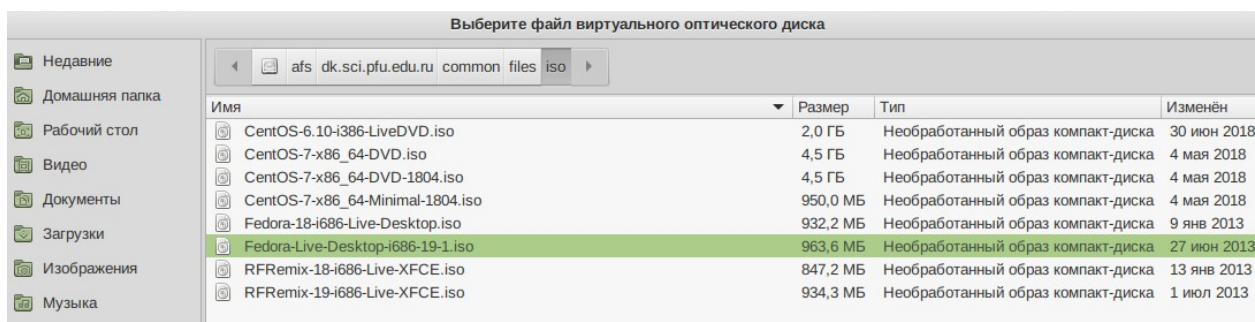 Выберите файл виртуального оптического диска
Недавние
Домашняя папка
Рабочий стол
Видео
Документы
Загрузки
Изображения
Музыка
afs dk.sci.pfu.edu.ru common files iso
Имя Размер Тип Изменён
CentOS-6.10-i386-LiveDVD.iso 2,0 ГБ Необработанный образ компакт-диска 30 июн 2018
CentOS-7-x86_64-DVD.iso 4,5 ГБ Необработанный образ компакт-диска 4 мая 2018
CentOS-7-x86_64-DVD-1804.iso 4,5 ГБ Необработанный образ компакт-диска 4 мая 2018
CentOS-7-x86_64-Minimal-1804.iso 950,0 МБ Необработанный образ компакт-диска 4 мая 2018
Fedora-18-i686-Live-Desktop.iso 932,2 МБ Необработанный образ компакт-диска 9 янв 2013
Fedora-Live-Desktop-i686-19-1.iso 963,6 МБ Необработанный образ компакт-диска 27 июн 2013
RFRemix-18-i686-Live-XFCE.iso 847,2 МБ Необработанный образ компакт-диска 13 янв 2013
RFRemix-19-i686-Live-XFCE.iso 934,3 МБ Необработанный образ компакт-диска 1 июл 2013